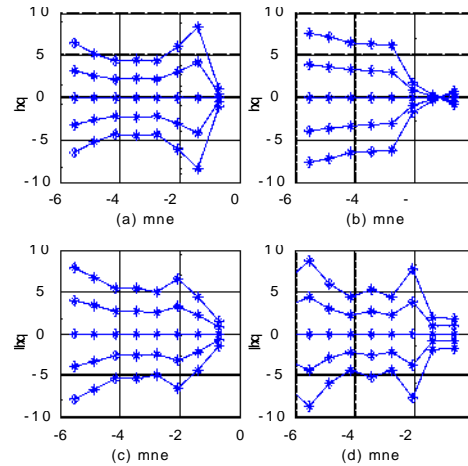 10 10
5 5
hq 0 hq 0
-5 -5
-10 -10
-6 -4 -2 0 -6 -4 -
(a) mne (b) mne
10 10
5 5
lhq 0 lhq 0
-5 -5
-10 -10
-6 -4 -2 0 -6 -4 -2
(c) mne (d) mne